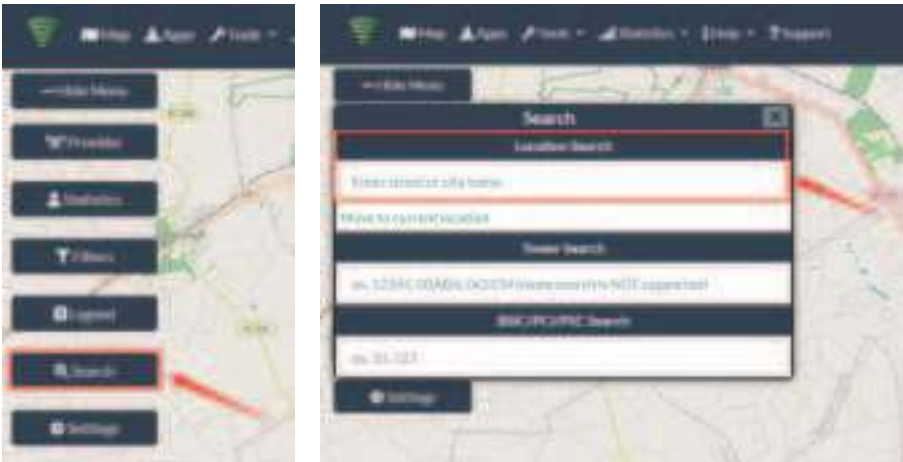 Map Apps Tools
Hide Menu
Provider
Statistics
Filters
Legend
Search
Settings
Map Apps Tools Statistics Help Support
Hide Menu
Search
Location Search
Enter street or city name
Move to current location
Tower Search
BSIC/PCI/PSC Search
Settings